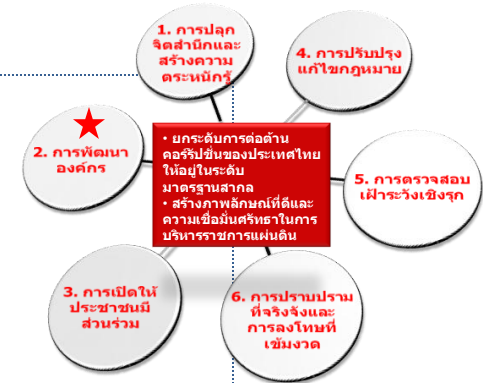 1. การปลุก
จิตสำนึกและ
สร้างความ
ตระหนักรู้
4. การปรับปรุง
แก้ไขกฎหมาย
2. การพัฒนา
องค์กร
• ยกระดับการต่อต้าน
คอร์รัปชั่นของประเทศไทย
ให้อยู่ในระดับ
มาตรฐานสากล
• สร้างภาพลักษณ์ที่ดีและ
ความเชื่อมั่นศรัทธาในการ
บริหารราชการแผ่นดิน
5. การตรวจสอบ
เฝ้าระวังเชิงรุก
3. การเปิดให้
ประชาชนมี
ส่วนร่วม
6. การปราบปราม
ที่จริงจังและ
การลงโทษที่
เข้มงวด